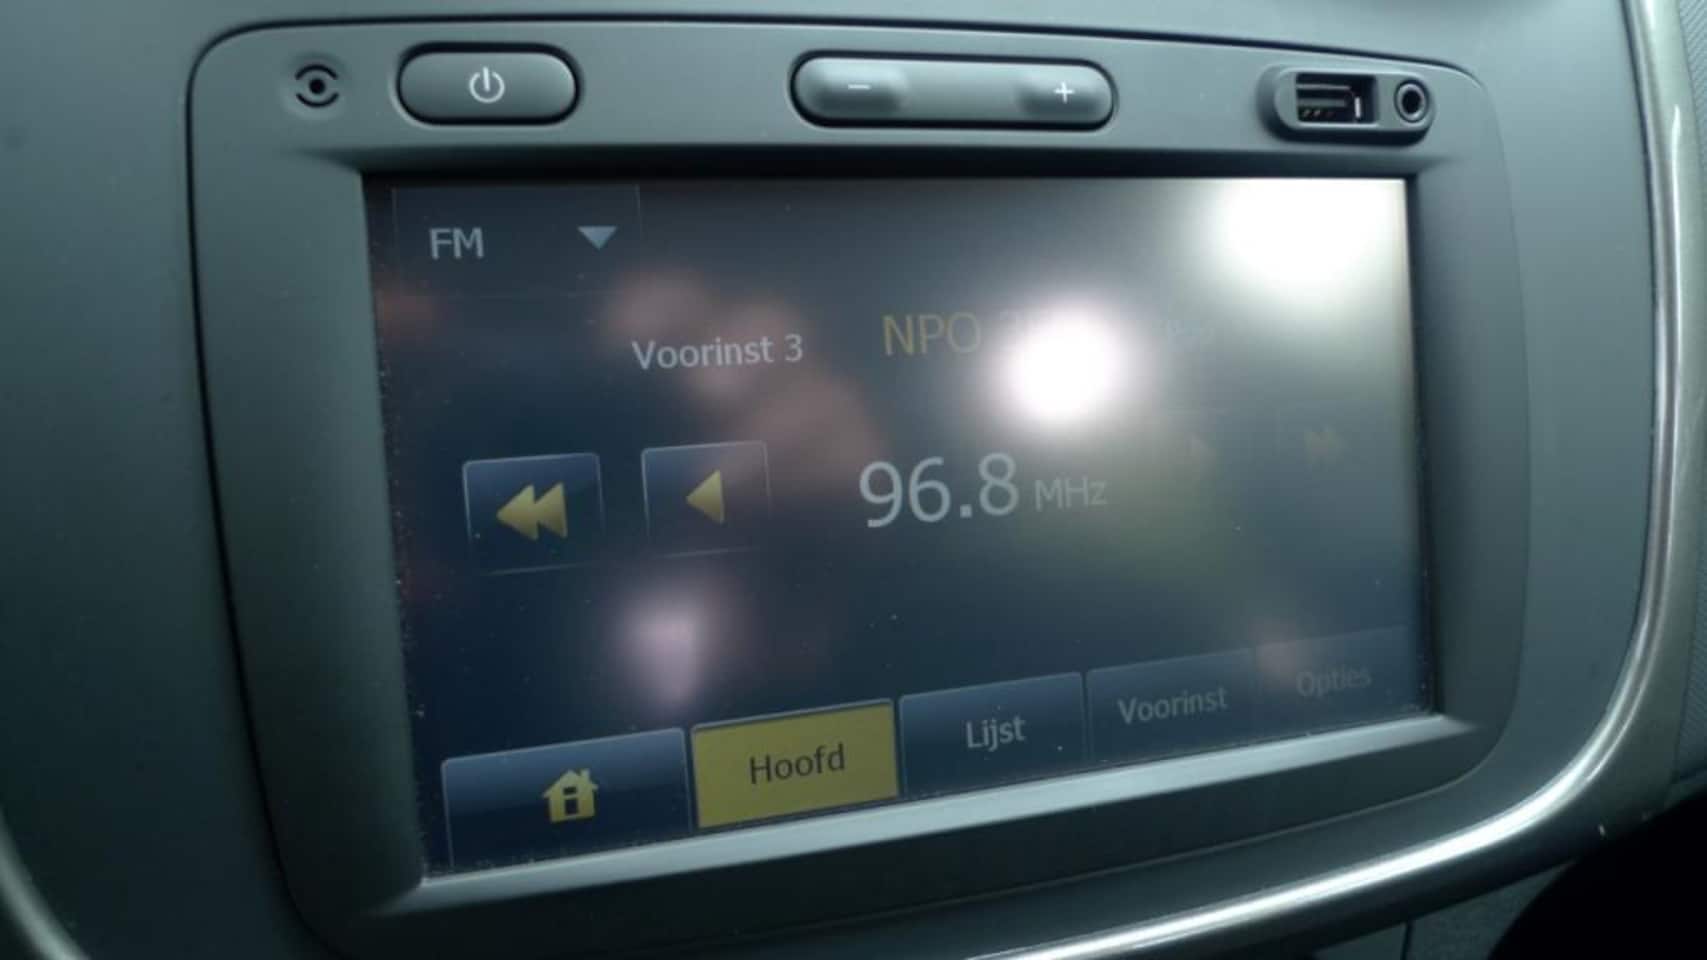 FM
Voorinst 3 NPO
96.8 MHz
Hoofd Lijst Voorinst Opties